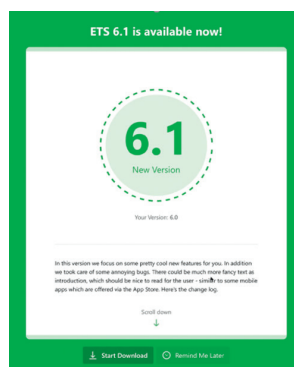 ETS 6.1 is available now!
6.1
New Version
Your Version: 6.0
In this version we focus on some pretty cool new features for you. In addition
we took care of some annoying bugs. There could be much more fancy text as
introduction, which should be nice to read for the user - similar to some mobile
apps which are offered via the App Store. Here's the change log.
Scroll down
Start Download
Remind Me Later